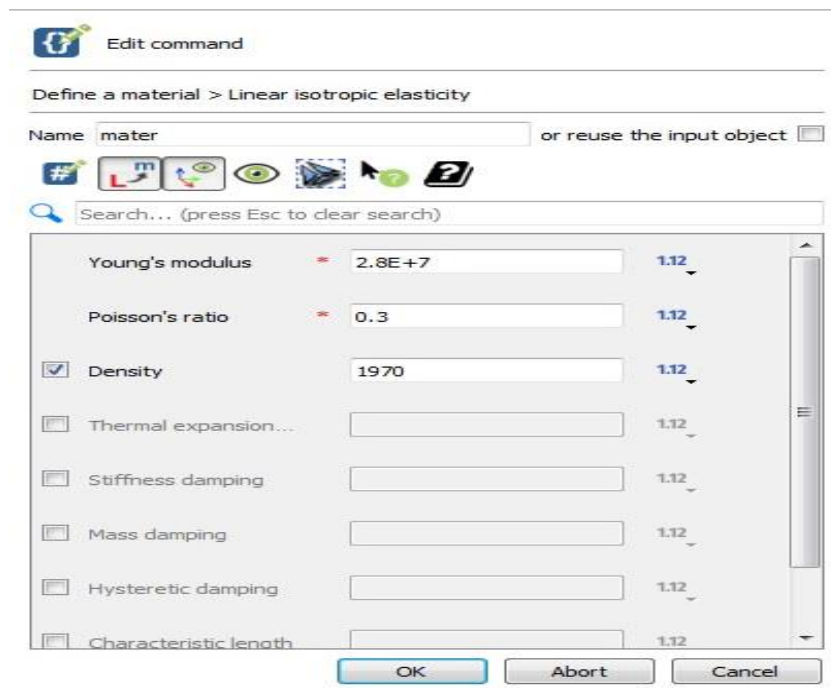 Edit command
Define a material > Linear isotropic elasticity
Name mater or reuse the input object
# L m
Search... (press Esc to clear search)
Young's modulus * 2.8E+7 1.12
Poisson's ratio * 0.3 1.12
Density 1970 1.12
Thermal expansion... 1.12
Stiffness damping 1.12
Mass damping 1.12
Hysteretic damping 1.12
Characteristic length 1.12
OK Abort Cancel